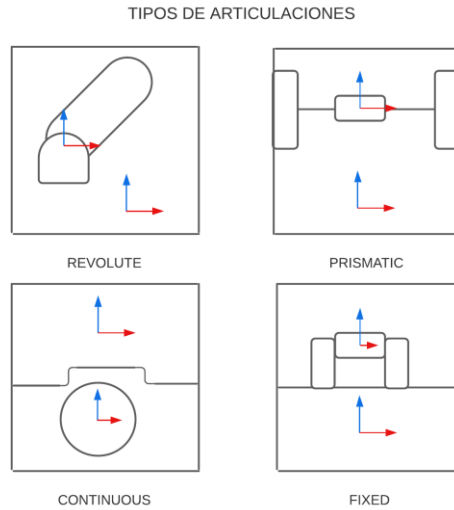 TIPOS DE ARTICULACIONES
REVOLUTE
PRISMATIC
CONTINUOUS
FIXED